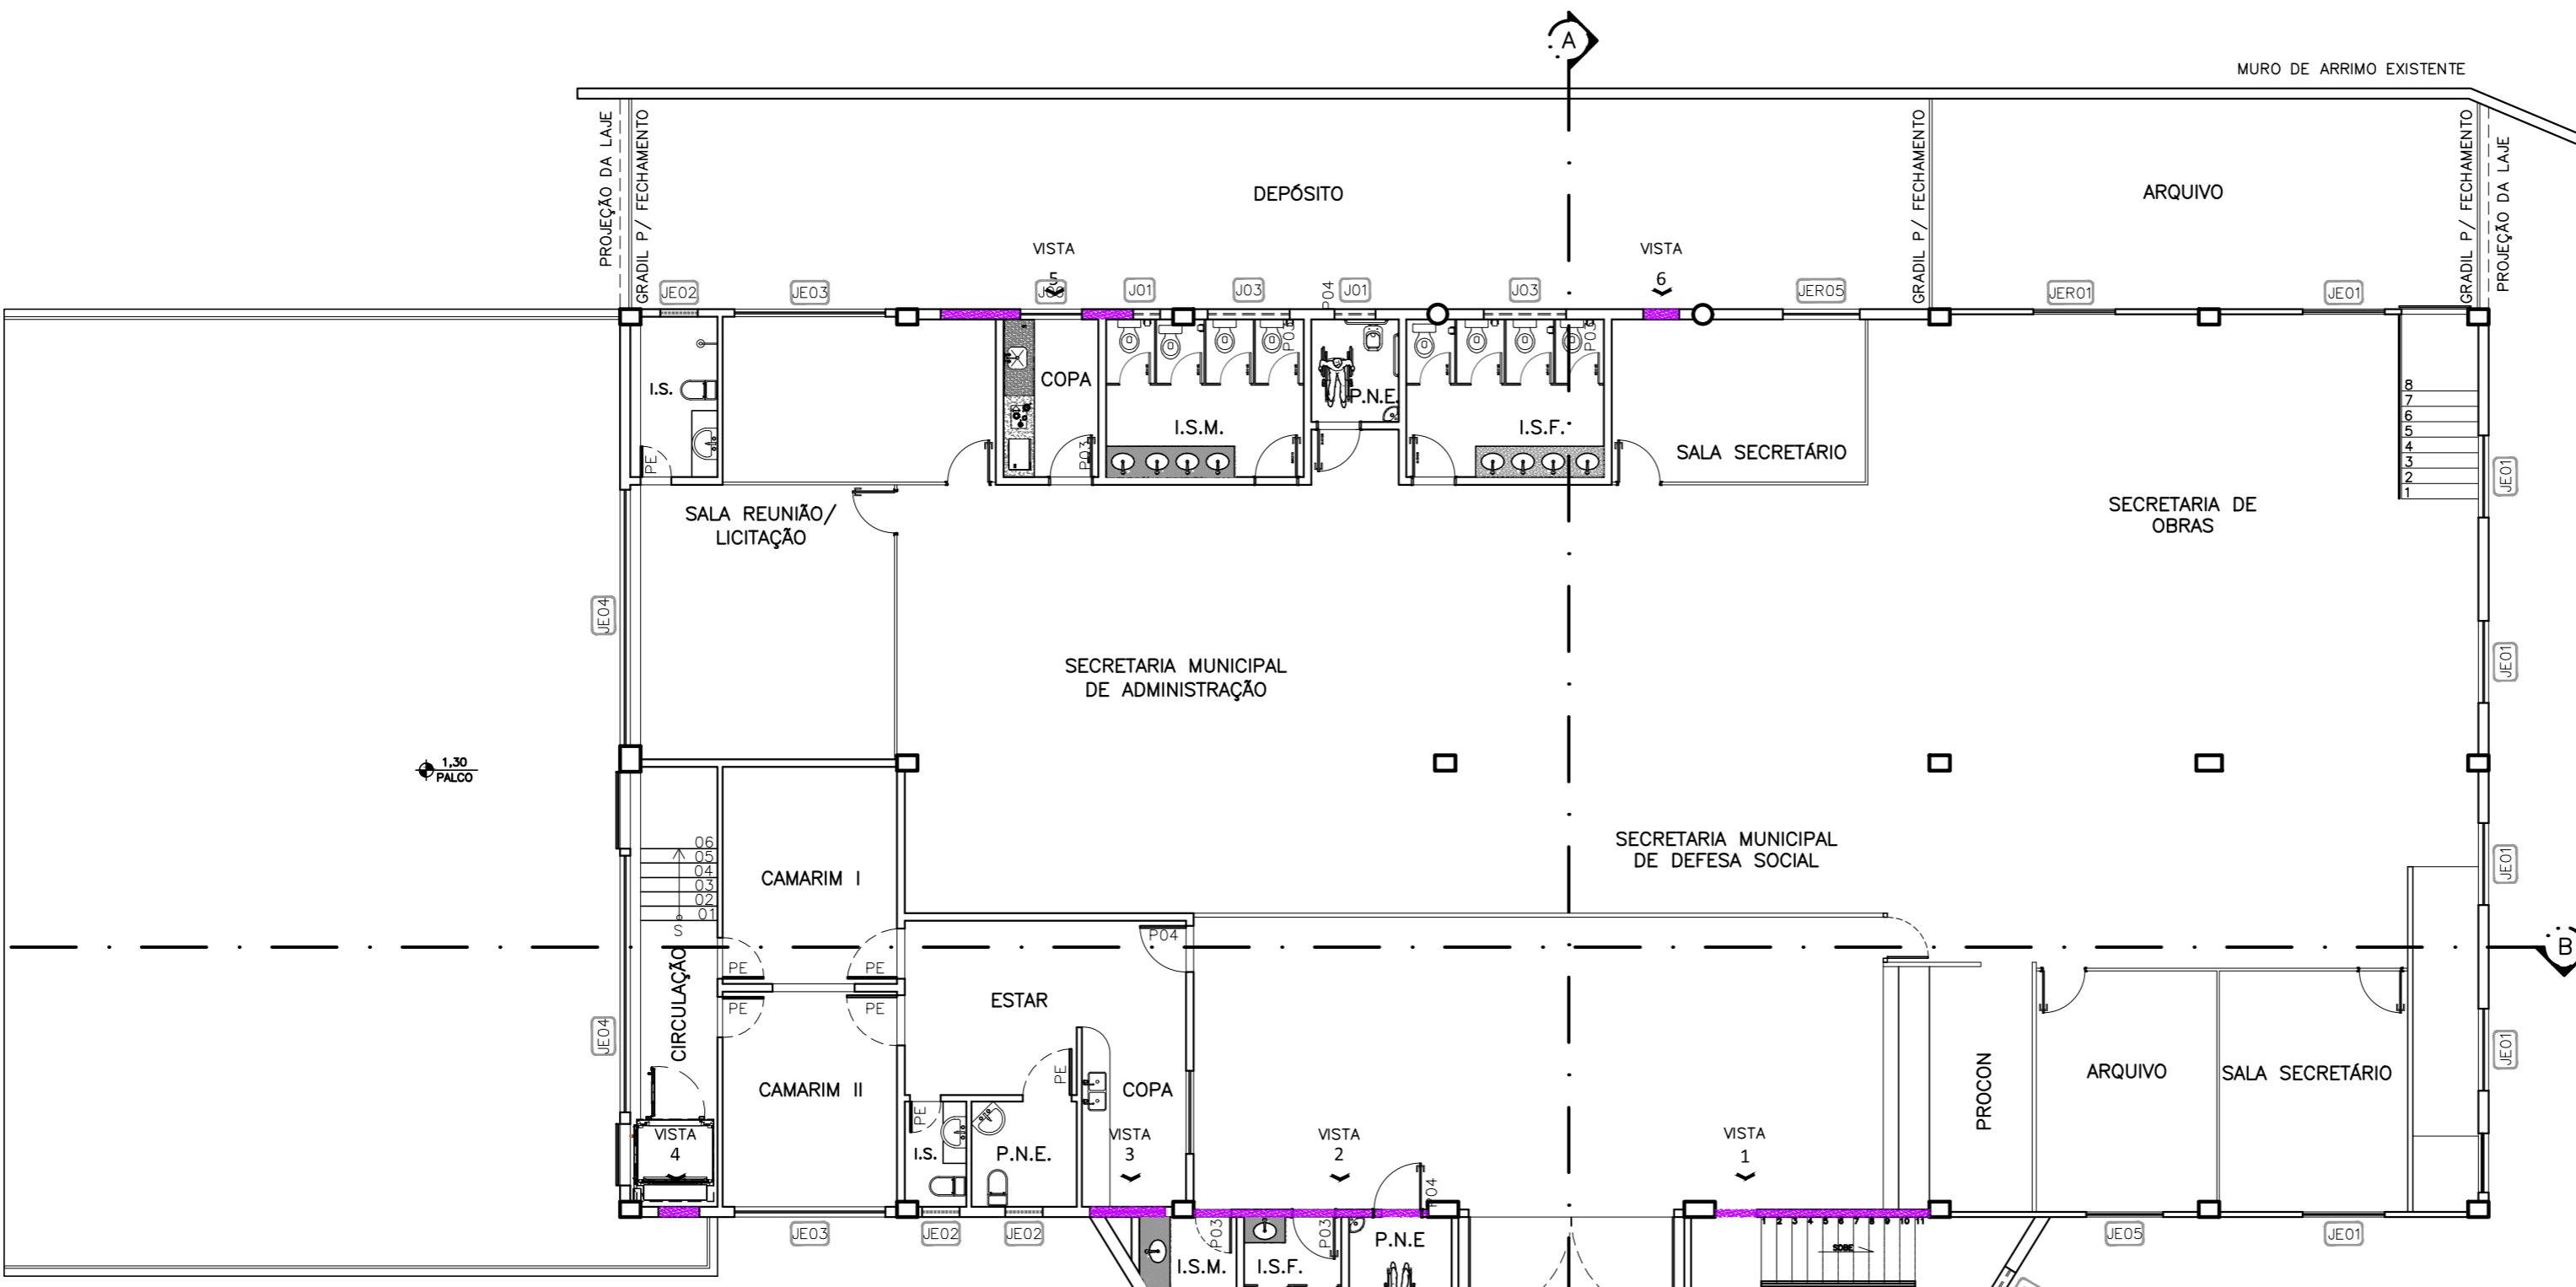 A
MURO DE ARRIMO EXISTENTE
PROJEÇÃO DA LAJE
GRADIL P/ FECHAMENTO
DEPÓSITO
GRADIL P/ FECHAMENTO
ARQUIVO
GRADIL P/ FECHAMENTO
PROJEÇÃO DA LAJE
VISTA
5
VISTA
6
JE02
JE03
J01
J03
P04
J01
J03
JER05
JER01
JE01
I.S.
PE
COPA
P03
P03
I.S.M.
P.N.E.
P03
I.S.F.
SALA SECRETÁRIO
8
7
6
5
4
3
2
1
JE01
SALA REUNIÃO/
LICITAÇÃO
SECRETARIA DE
OBRAS
JE04
SECRETARIA MUNICIPAL
DE ADMINISTRAÇÃO
JE01
1,30
PALCO
SECRETARIA MUNICIPAL
DE DEFESA SOCIAL
JE01
06
05
04
03
02
01
S
CAMARIM I
P04
B
PE
PE
CIRCULAÇÃO
ESTAR
PE
PE
JE04
JE01
CAMARIM II
PE
PE
COPA
PROCON
ARQUIVO
SALA SECRETÁRIO
VISTA
4
I.S.
P.N.E.
VISTA
3
VISTA
2
VISTA
1
P04
JE03
JE02
JE02
P03
I.S.M.
P03
I.S.F.
P.N.E
1 2 3 4 5 6 7 8 9 10 11
SOBE
JE05
JE01